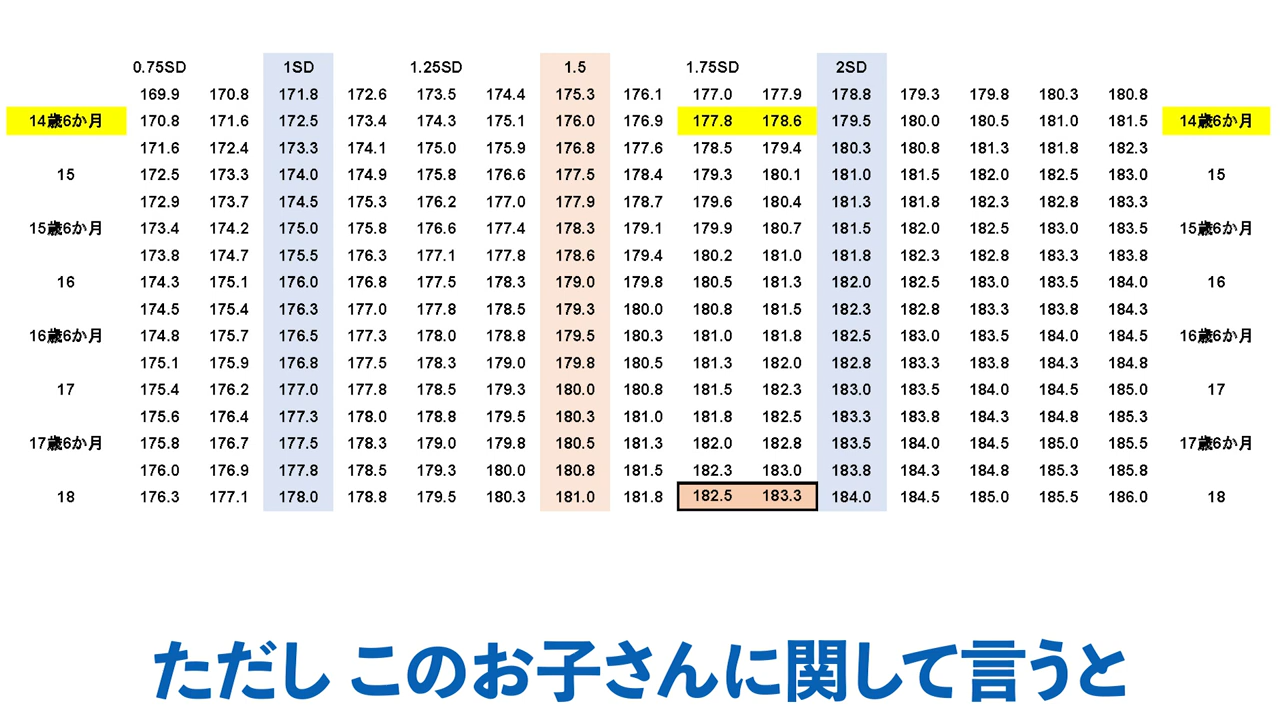 0.75SD 1SD 1.25SD 1.5 1.75SD 2SD
169.9 170.8 171.8 172.6 173.5 174.4 175.3 176.1 177.0 177.9 178.8 179.3 179.8 180.3 180.8
14歳6か月 170.8 171.6 172.5 173.4 174.3 175.1 176.0 176.9 177.8 178.6 179.5 180.0 180.5 181.0 181.5 14歳6か月
171.6 172.4 173.3 174.1 175.0 175.9 176.8 177.6 178.5 179.4 180.3 180.8 181.3 181.8 182.3
15 172.5 173.3 174.0 174.9 175.8 176.6 177.5 178.4 179.3 180.1 181.0 181.5 182.0 182.5 183.0 15
172.9 173.7 174.5 175.3 176.2 177.0 177.9 178.7 179.6 180.4 181.3 181.8 182.3 182.8 183.3
15歳6か月 173.4 174.2 175.0 175.8 176.6 177.4 178.3 179.1 179.9 180.7 181.5 182.0 182.5 183.0 183.5 15歳6か月
173.8 174.7 175.5 176.3 177.1 177.8 178.6 179.4 180.2 181.0 181.8 182.3 182.8 183.3 183.8
16 174.3 175.1 176.0 176.8 177.5 178.3 179.0 179.8 180.5 181.3 182.0 182.5 183.0 183.5 184.0 16
174.5 175.4 176.3 177.0 177.8 178.5 179.3 180.0 180.8 181.5 182.3 182.8 183.3 183.8 184.3
16歳6か月 174.8 175.7 176.5 177.3 178.0 178.8 179.5 180.3 181.0 181.8 182.5 183.0 183.5 184.0 184.5 16歳6か月
175.1 175.9 176.8 177.5 178.3 179.0 179.8 180.5 181.3 182.0 182.8 183.3 183.8 184.3 184.8
17 175.4 176.2 177.0 177.8 178.5 179.3 180.0 180.8 181.5 182.3 183.0 183.5 184.0 184.5 185.0 17
175.6 176.4 177.3 178.0 178.8 179.5 180.3 181.0 181.8 182.5 183.3 183.8 184.3 184.8 185.3
17歳6か月 175.8 176.7 177.5 178.3 179.0 179.8 180.5 181.3 182.0 182.8 183.5 184.0 184.5 185.0 185.5 17歳6か月
176.0 176.9 177.8 178.5 179.3 180.0 180.8 181.5 182.3 183.0 183.8 184.3 184.8 185.3 185.8
18 176.3 177.1 178.0 178.8 179.5 180.3 181.0 181.8 182.5 183.3 184.0 184.5 185.0 185.5 186.0 18
ただし このお子さんに関して言うと